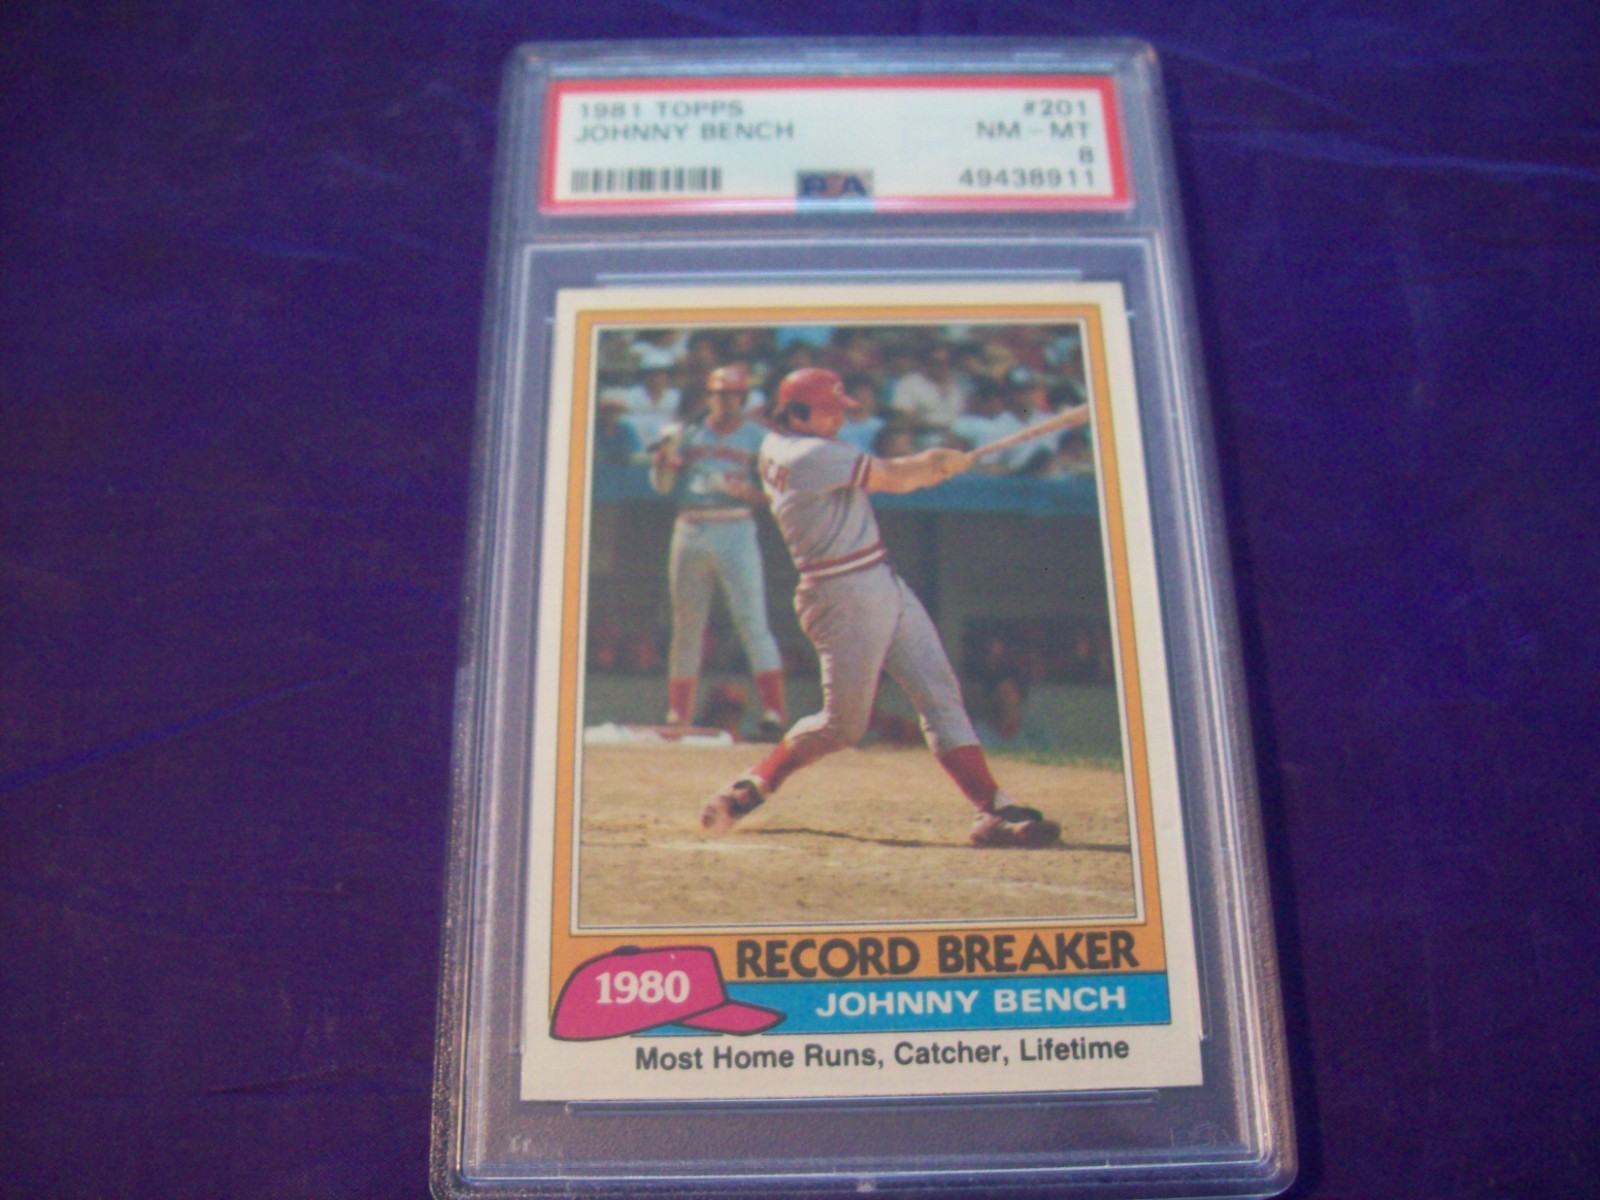 1981 TOPPS #201
JOHNNY BENCH NM - MT
8
PSA 49438911
1980 RECORD BREAKER
JOHNNY BENCH
Most Home Runs, Catcher, Lifetime